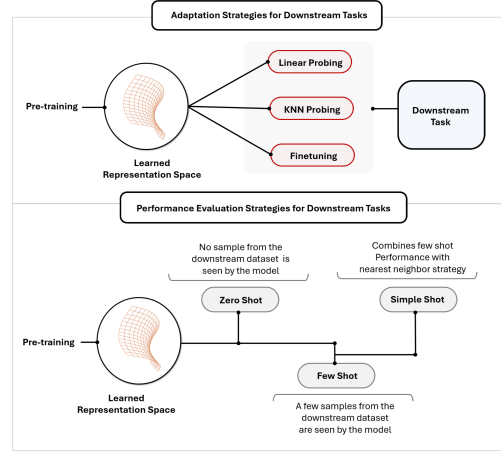 Adaptation Strategies for Downstream Tasks
Linear Probing
Pre-training
KNN Probing
Downstream
Task
Finetuning
Learned
Representation Space
Performance Evaluation Strategies for Downstream Tasks
No sample from the
downstream dataset is
seen by the model
Combines few shot
Performance with
nearest neighbor strategy
Zero Shot
Simple Shot
Pre-training
Few Shot
Learned
Representation Space
A few samples from the
downstream dataset
are seen by the model